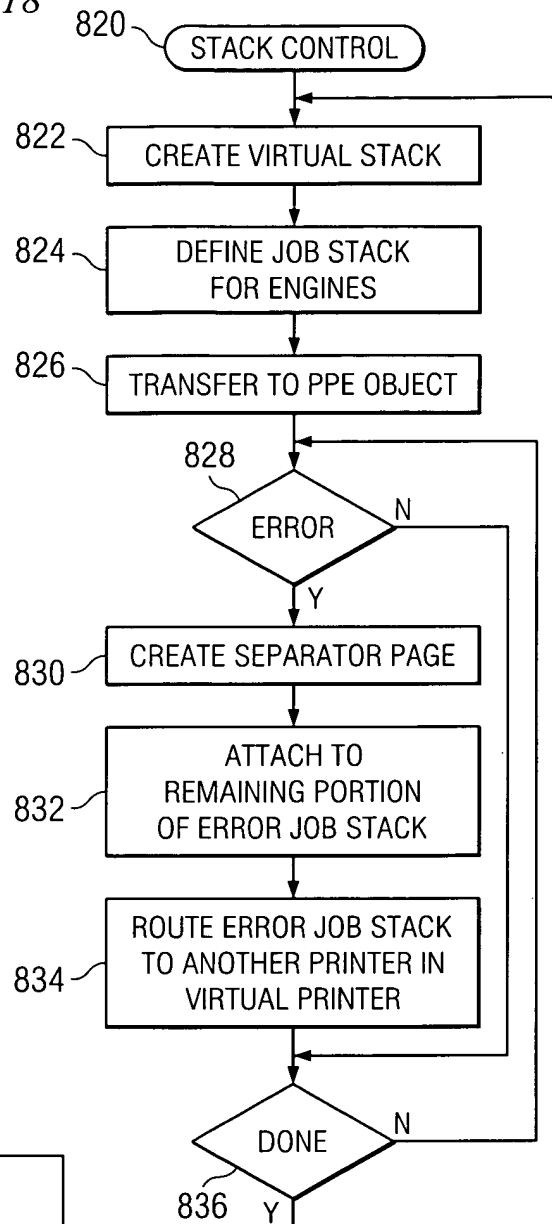 18
820
STACK CONTROL
822
CREATE VIRTUAL STACK
824
DEFINE JOB STACK
FOR ENGINES
826
TRANSFER TO PPE OBJECT
828
ERROR
N
Y
830
CREATE SEPARATOR PAGE
832
ATTACH TO
REMAINING PORTION
OF ERROR JOB STACK
834
ROUTE ERROR JOB STACK
TO ANOTHER PRINTER IN
VIRTUAL PRINTER
DONE
N
836
Y